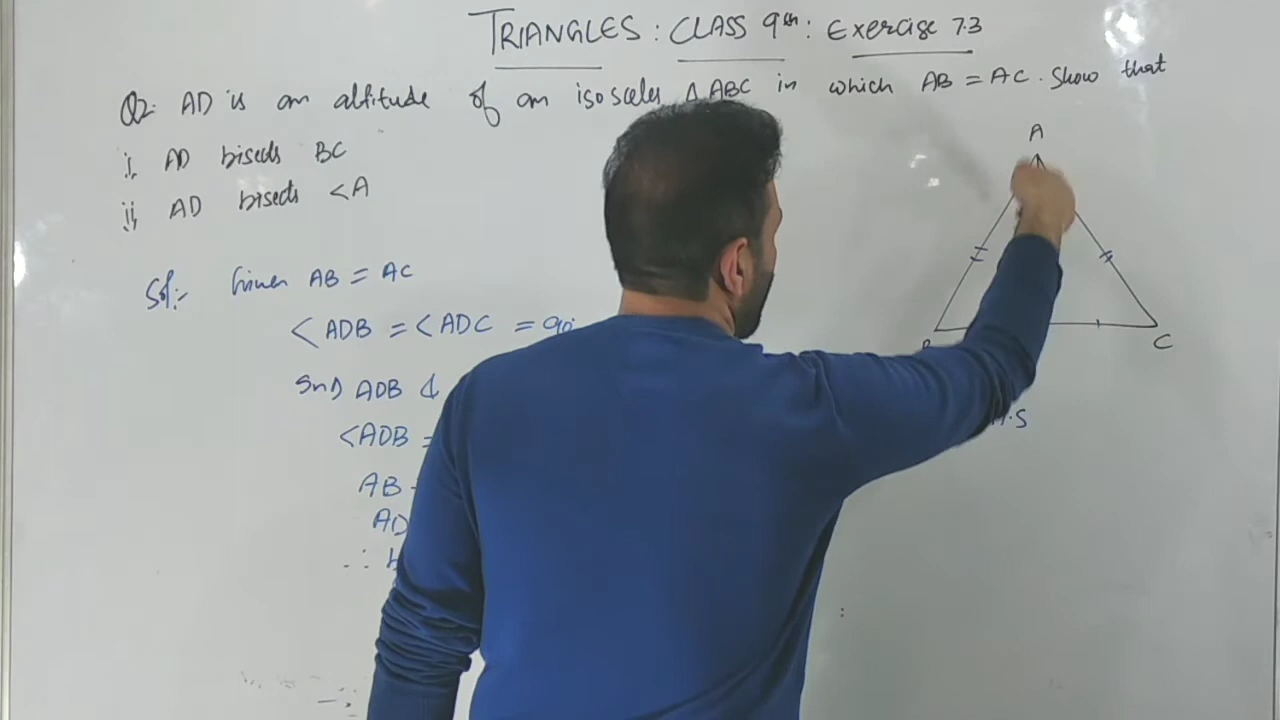 TRIANGLES : CLASS 9th : Exercise 7.3
Q2. AD is an altitude of an isosceles Δ ABC in which AB = AC. Show that
i, AD bisects BC
ii, AD bisects <A
Sol:- Given AB = AC
<ADB = <ADC = 90°
ADB &
<ADB =
AB
AD
∴
A
C